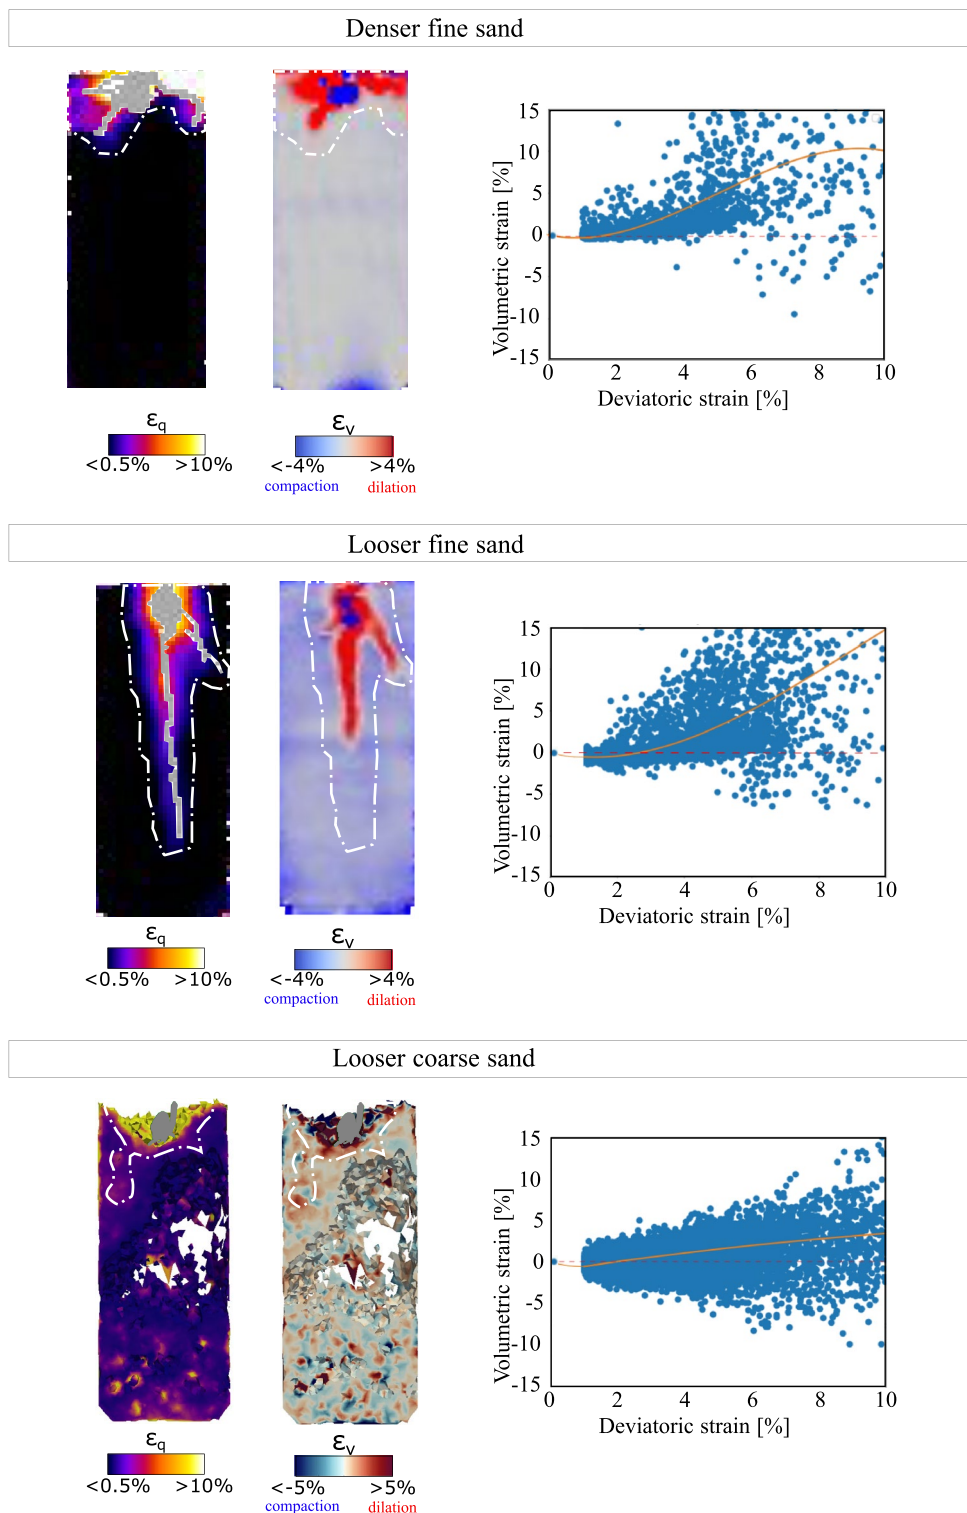 Denser fine sand
15
10
5
0
-5
-10
-15
Volumetric strain [%]
0 2 4 6 8 10
Deviatoric strain [%]
εq
<0.5% >10%
εv
<-4% >4%
compaction dilation
Looser fine sand
15
10
5
0
-5
-10
-15
Volumetric strain [%]
0 2 4 6 8 10
Deviatoric strain [%]
εq
<0.5% >10%
εv
<-4% >4%
compaction dilation
Looser coarse sand
15
10
5
0
-5
-10
-15
Volumetric strain [%]
0 2 4 6 8 10
Deviatoric strain [%]
εq
<0.5% >10%
εv
<-5% >5%
compaction dilation